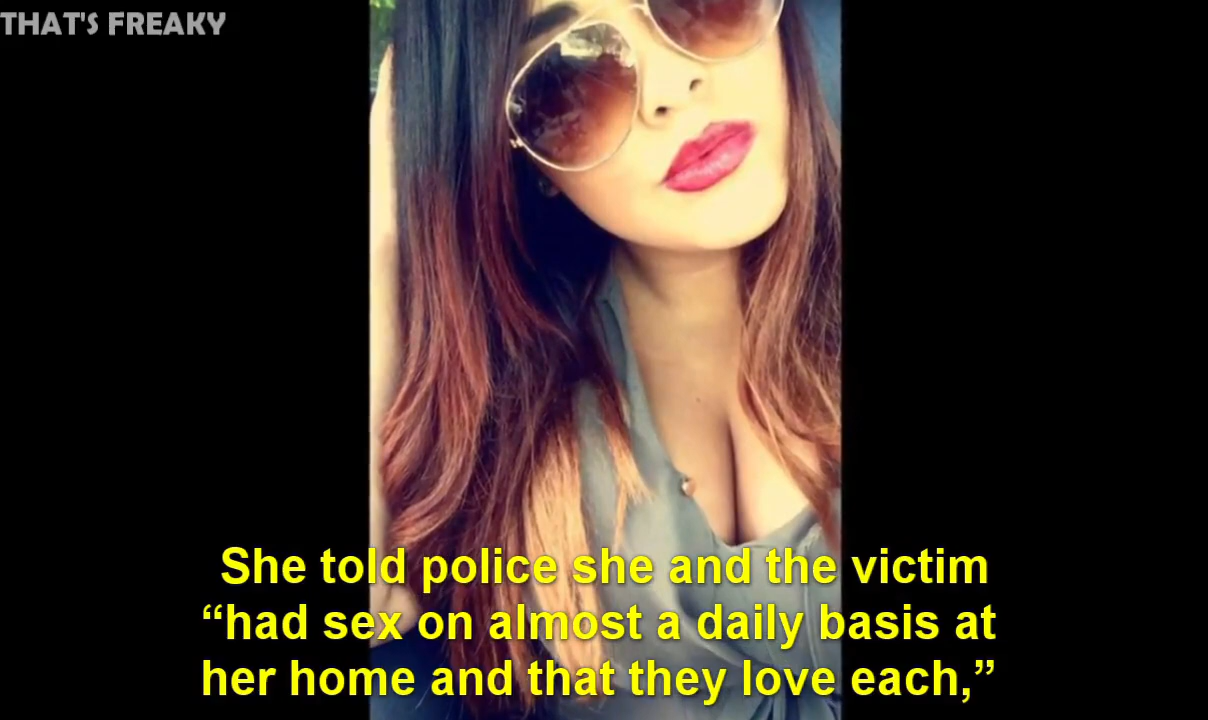 THAT'S FREAKY
She told police she and the victim
“had sex on almost a daily basis at
her home and that they love each,”